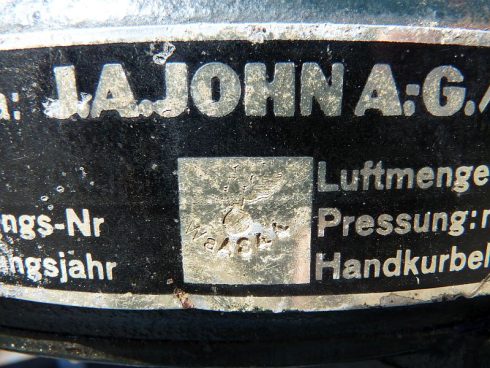 a: J.A.JOHN A:G./
Luftmenge
ngs-Nr Pressung:
ngsjahr Handkurbel